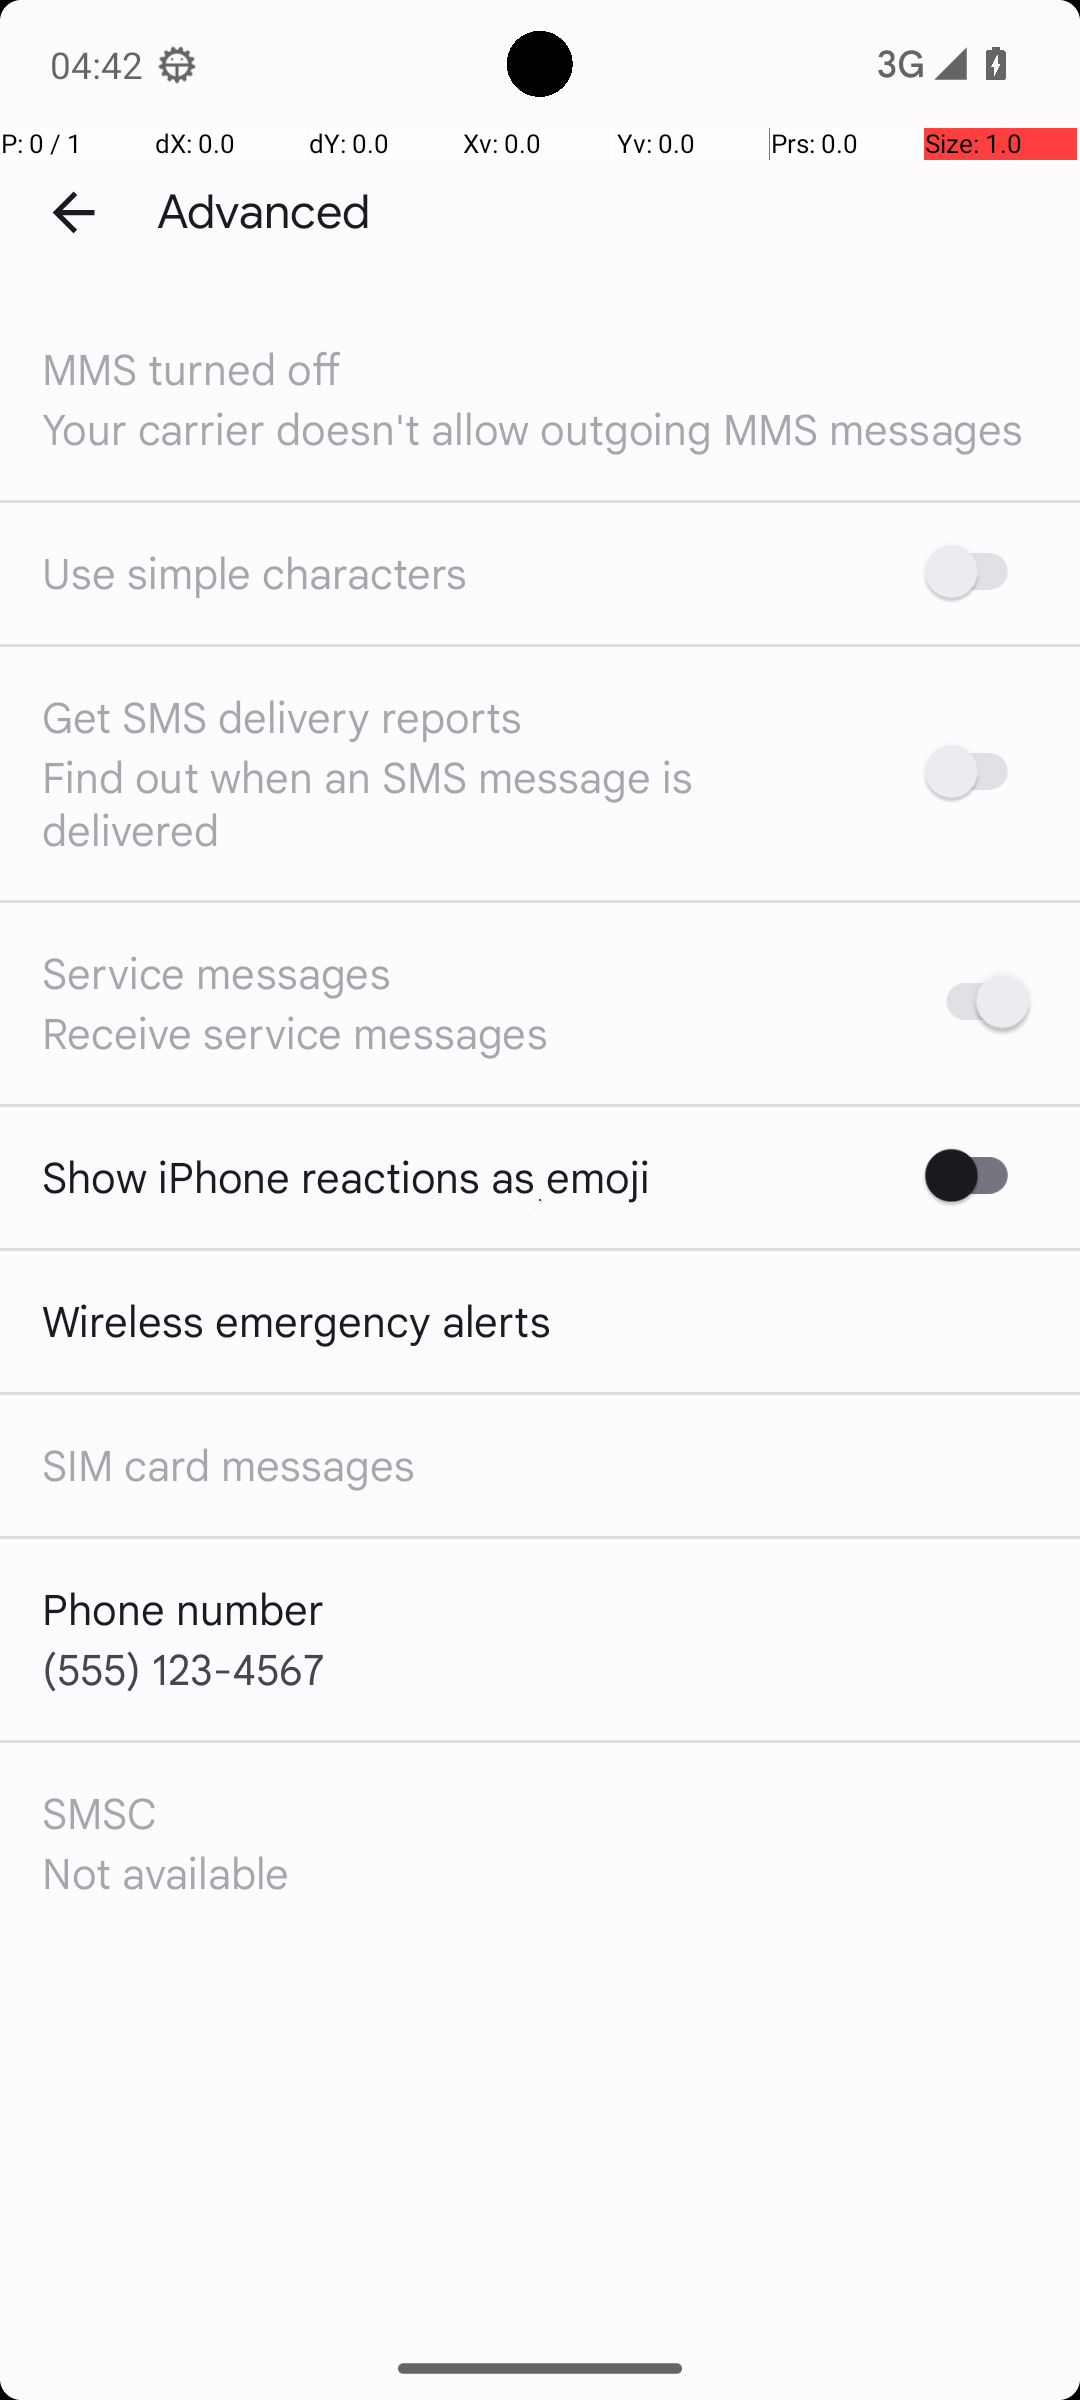 04:42
3G
P: 0 / 1 dX: 0.0 dY: 0.0 Xv: 0.0 Yv: 0.0 Prs: 0.0 Size: 1.0
Advanced
MMS turned off
Your carrier doesn't allow outgoing MMS messages
Use simple characters
Get SMS delivery reports
Find out when an SMS message is
delivered
Service messages
Receive service messages
Show iPhone reactions as emoji
Wireless emergency alerts
SIM card messages
Phone number
(555) 123-4567
SMSC
Not available